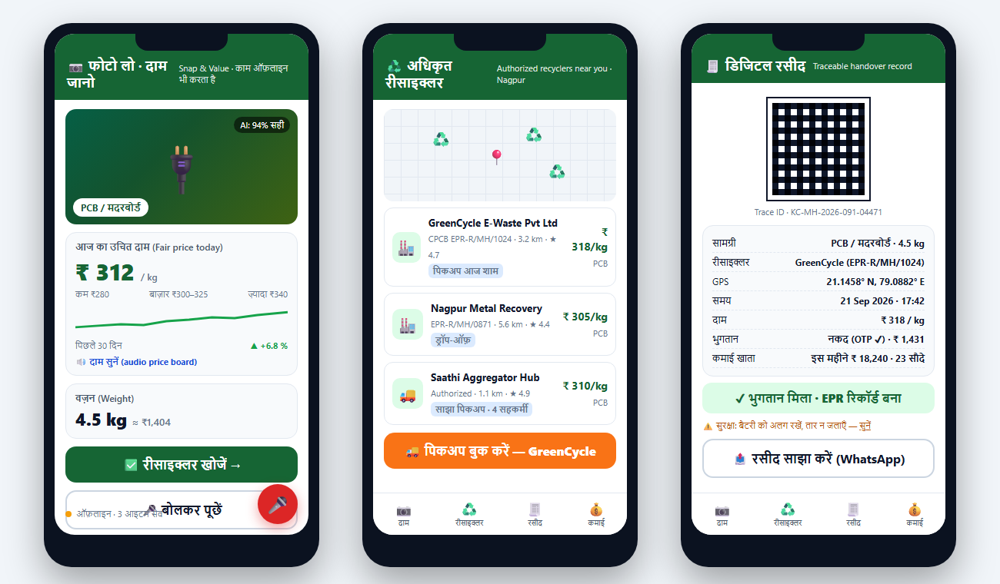 फोटो लो · दाम
जानो
Snap & Value · काम ऑफ़लाइन
भी करता है
AI: 94% सही
PCB / मदरबोर्ड
आज का उचित दाम (Fair price today)
₹ 312 / kg
कम ₹280 बाज़ार ₹300–325 ज़्यादा ₹340
पिछले 30 दिन ▲ +6.8 %
दाम सुनें (audio price board)
वज़न (Weight)
4.5 kg ≈ ₹1,404
रीसाइक्लर खोजें →
बोलकर पूछें
ऑफ़लाइन · 3 आइटम सेव
अधिकृत
रीसाइक्लर
Authorized recyclers near you ·
Nagpur
GreenCycle E-Waste Pvt Ltd
CPCB EPR-R/MH/1024 · 3.2 km · ★
4.7
पिकअप आज शाम
₹
318/kg
PCB
Nagpur Metal Recovery
EPR-R/MH/0871 · 5.6 km · ★ 4.4
ड्रॉप-ऑफ़
₹ 305/kg
PCB
Saathi Aggregator Hub
Authorized · 1.1 km · ★ 4.9
साझा पिकअप · 4 सहकर्मी
₹ 310/kg
PCB
पिकअप बुक करें — GreenCycle
दाम रीसाइक्लर रसीद कमाई
डिजिटल रसीद Traceable handover record
Trace ID · KC-MH-2026-091-04471
सामग्री PCB / मदरबोर्ड · 4.5 kg
रीसाइक्लर GreenCycle (EPR-R/MH/1024)
GPS 21.1458° N, 79.0882° E
समय 21 Sep 2026 · 17:42
दाम ₹ 318 / kg
भुगतान नकद (OTP ✓) · ₹ 1,431
कमाई खाता इस महीने ₹ 18,240 · 23 सौदे
✓ भुगतान मिला · EPR रिकॉर्ड बना
सुरक्षा: बैटरी को अलग रखें, तार न जलाएँ — सुनें
रसीद साझा करें (WhatsApp)
दाम रीसाइक्लर रसीद कमाई